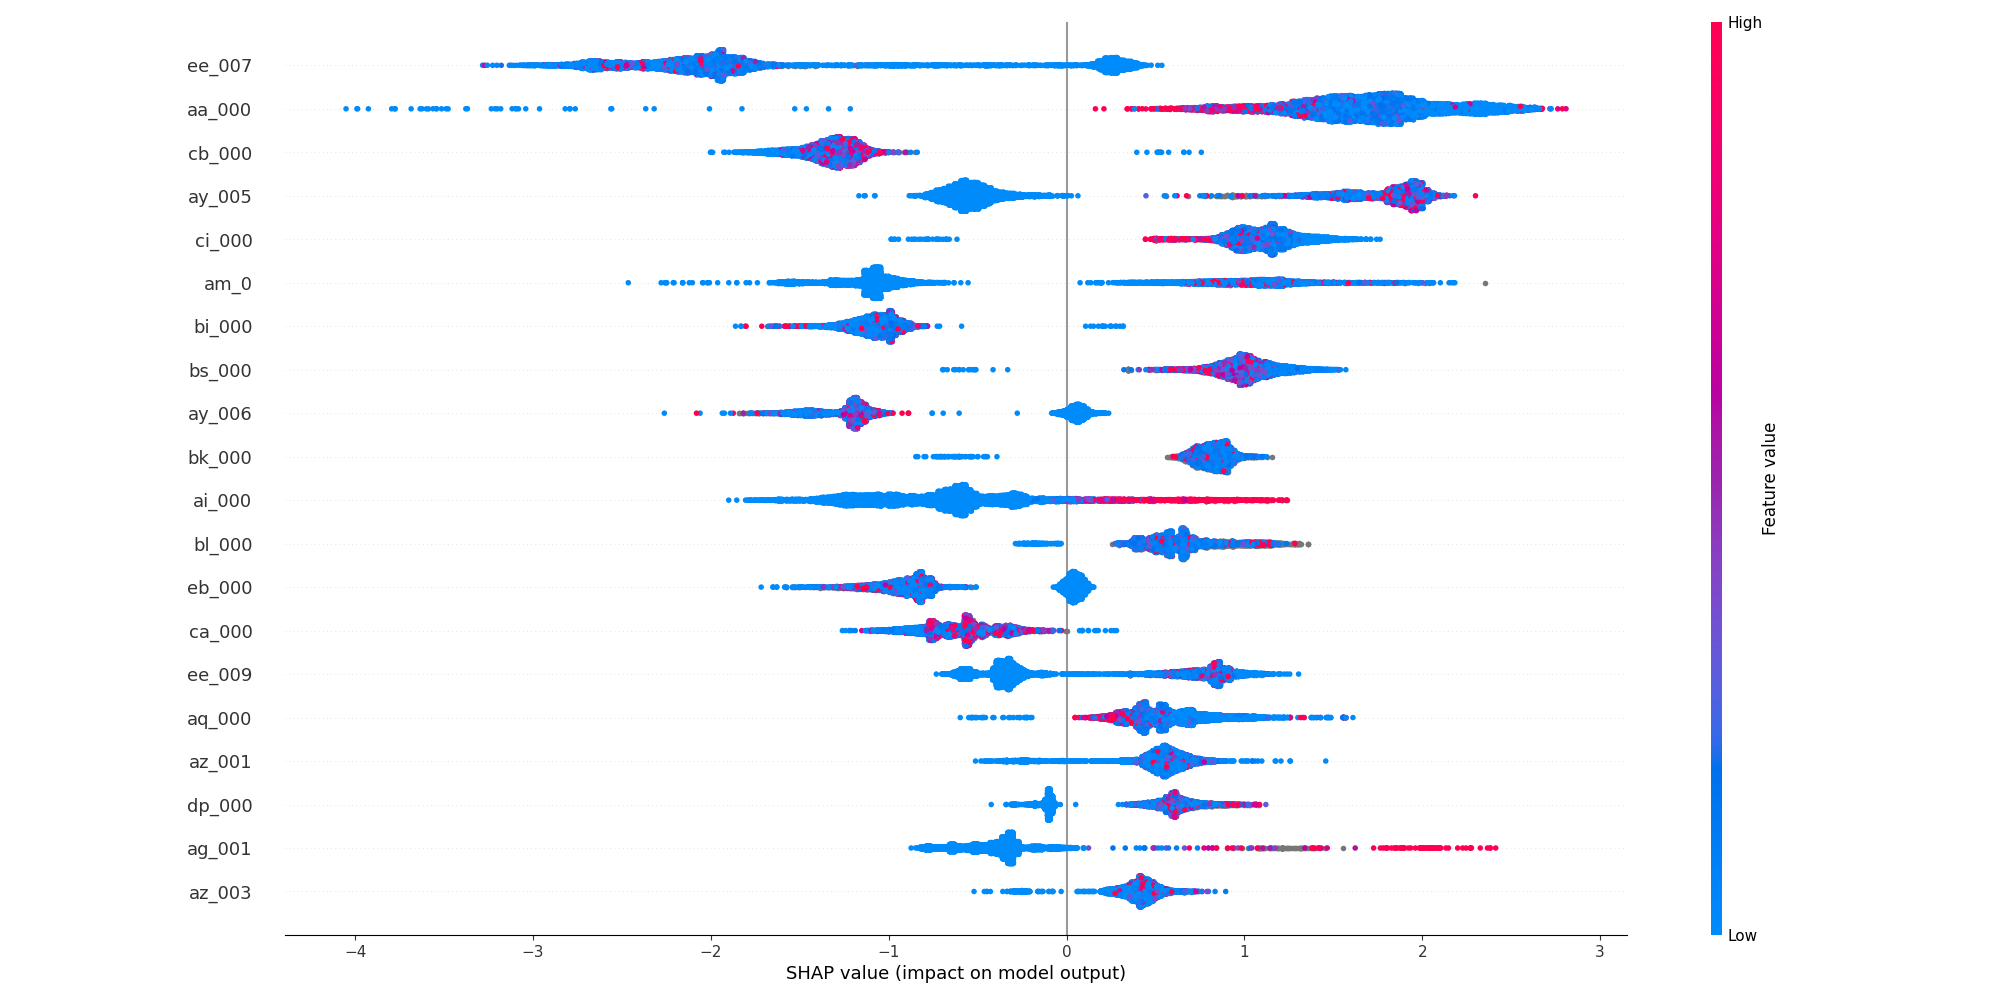 High
ee_007
aa_000
cb_000
ay_005
ci_000
am_0
bi_000
bs_000
ay_006
bk_000
ai_000
bl_000
eb_000
ca_000
ee_009
aq_000
az_001
dp_000
ag_001
az_003
Feature value
Low
−4 −3 −2 −1 0 1 2 3
SHAP value (impact on model output)